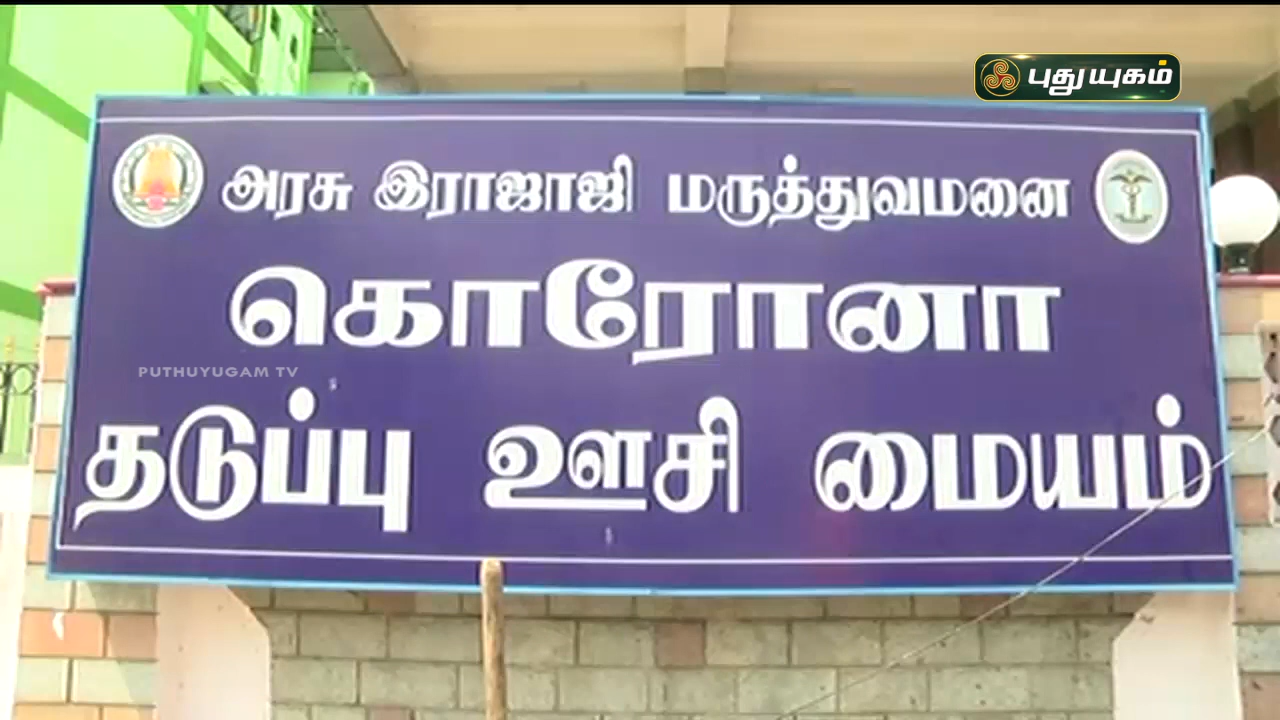 புதுயுகம்
அரசு இராஜாஜி மருத்துவமனை
கொரோனா
PUTHUYUGAM TV
தடுப்பு ஊசி மையம்